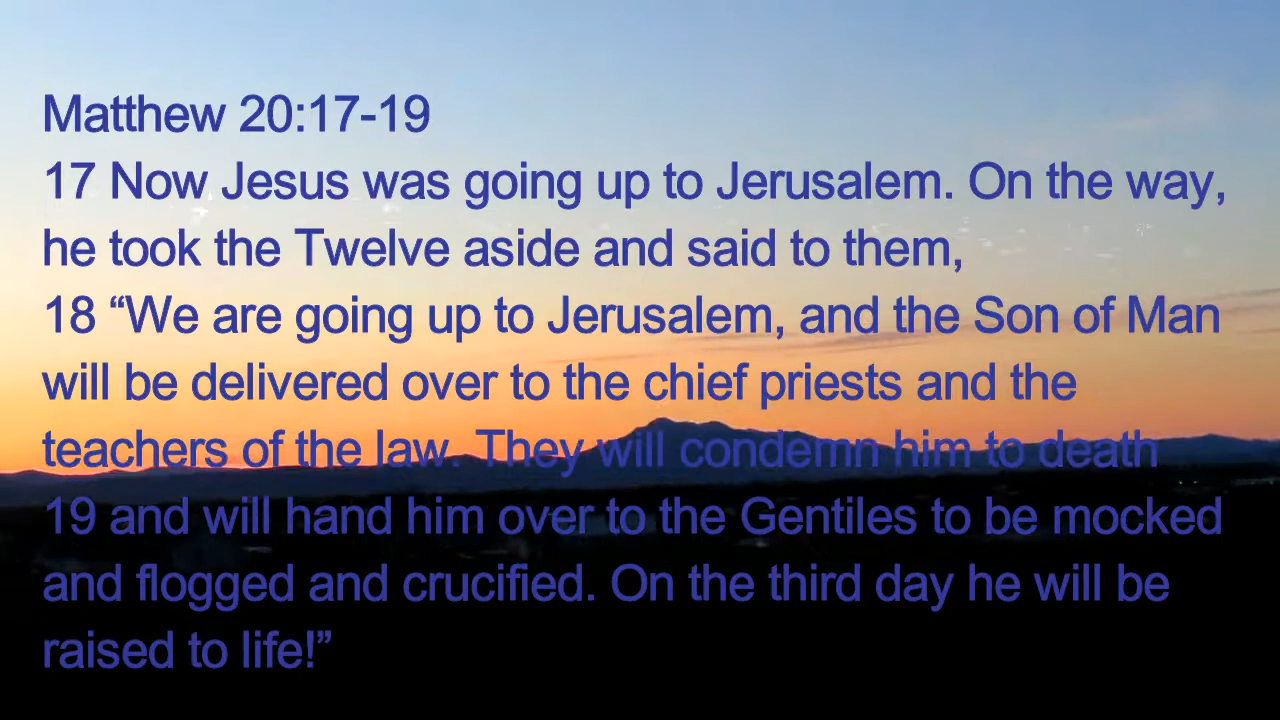 Matthew 20:17-19
17 Now Jesus was going up to Jerusalem. On the way,
he took the Twelve aside and said to them,
18 “We are going up to Jerusalem, and the Son of Man
will be delivered over to the chief priests and the
teachers of the law. They will condemn him to death
19 and will hand him over to the Gentiles to be mocked
and flogged and crucified. On the third day he will be
raised to life!”